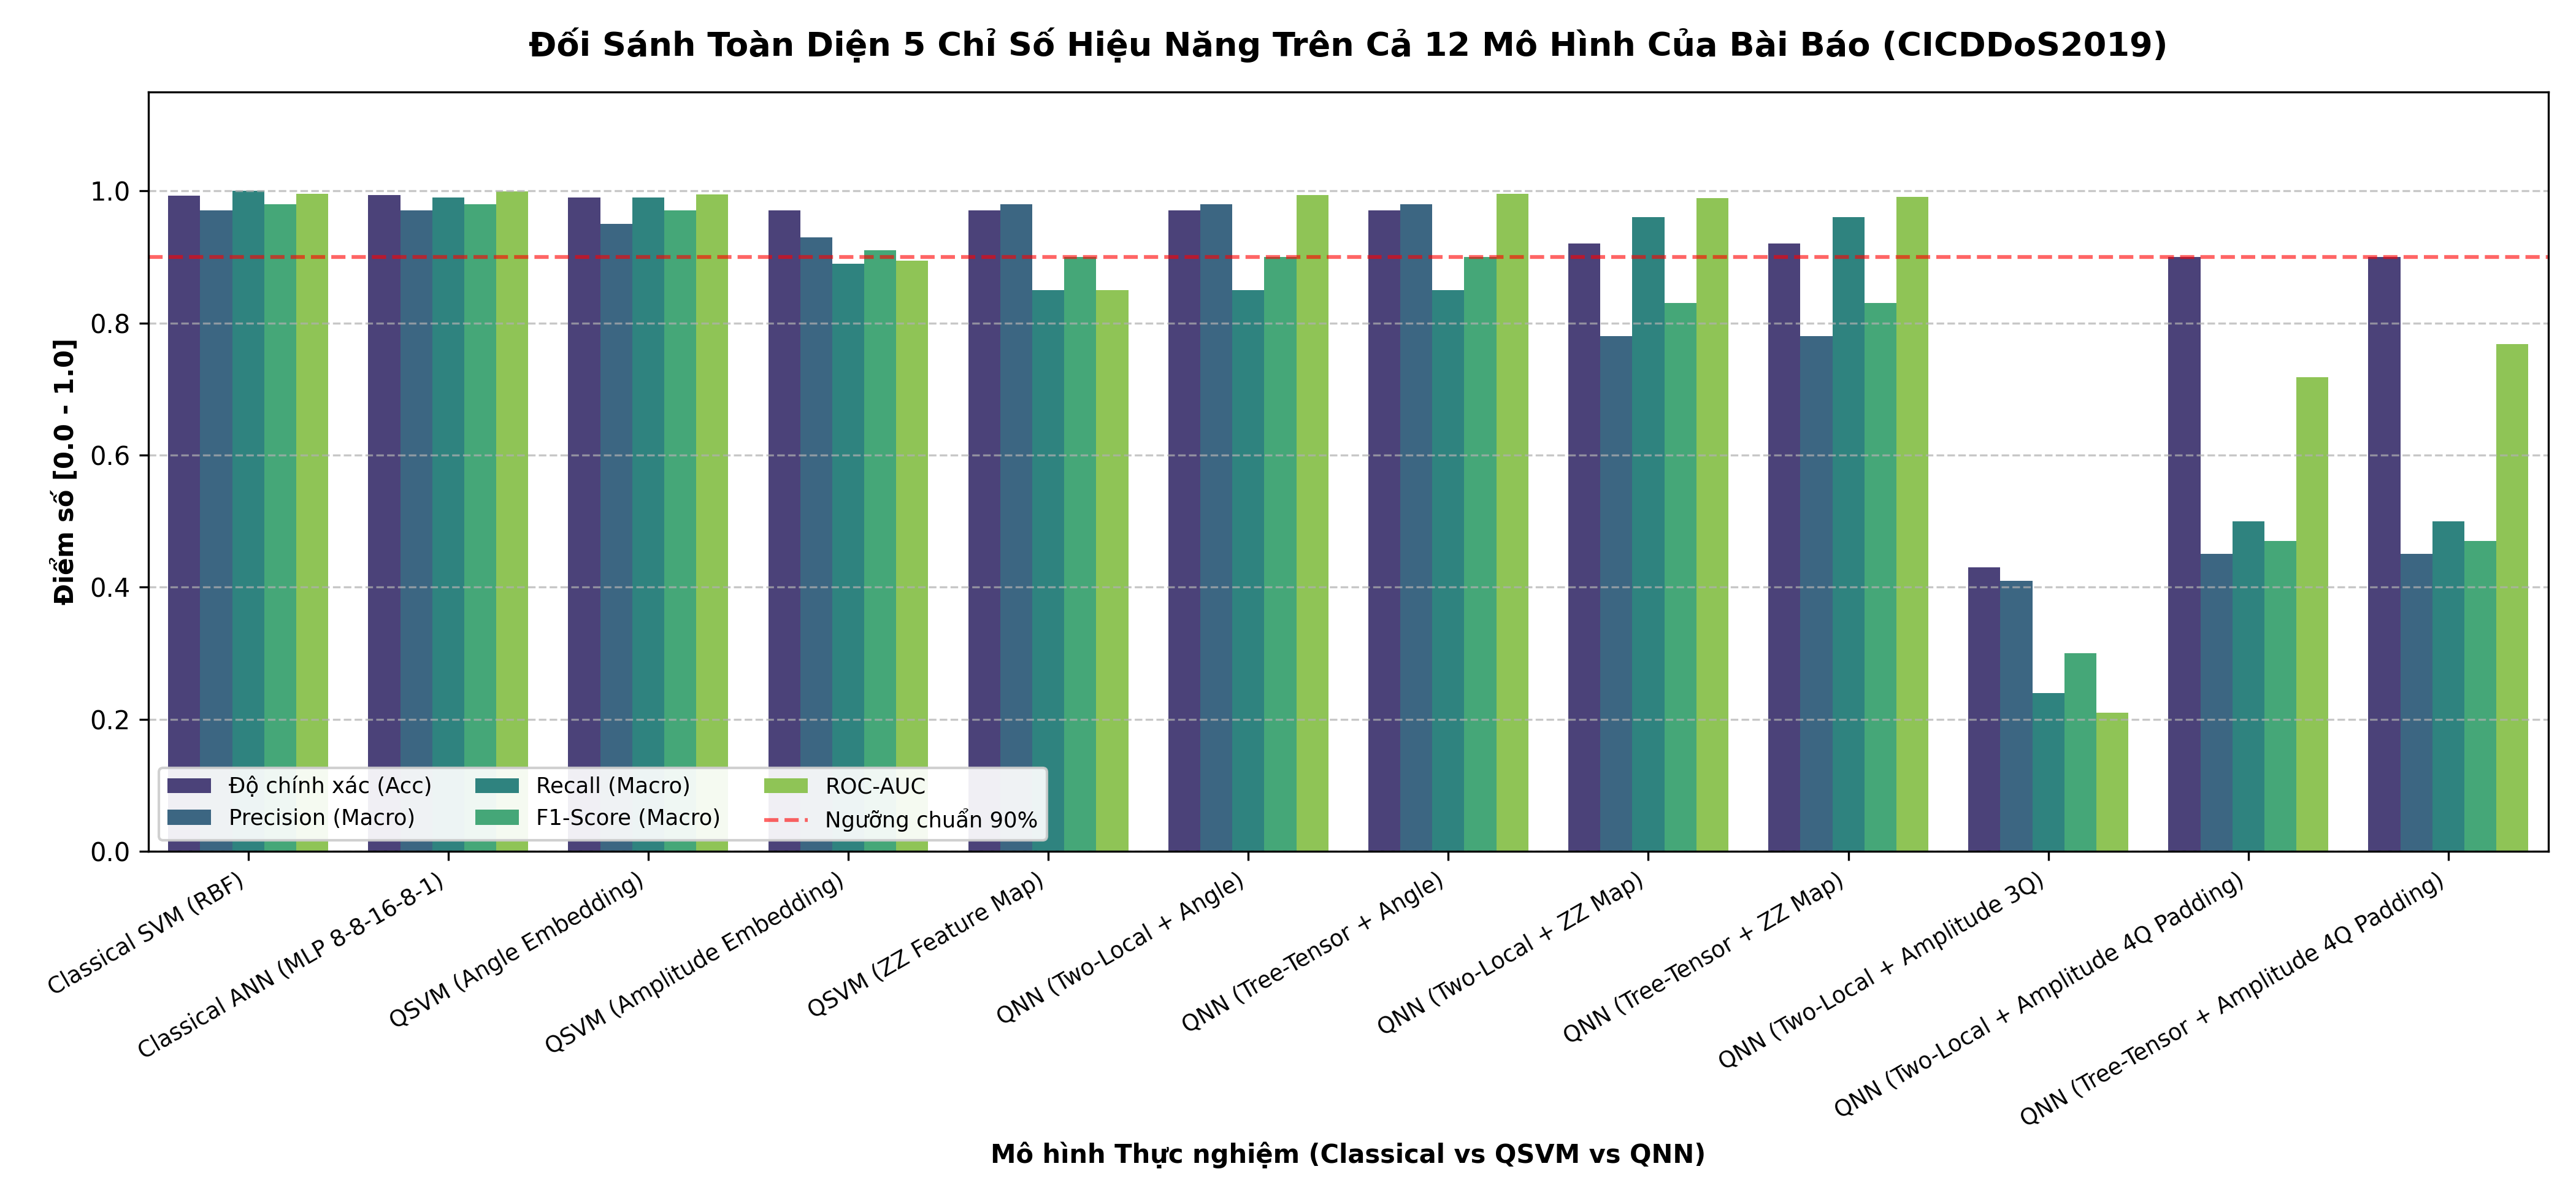 Đối Sánh Toàn Diện 5 Chỉ Số Hiệu Năng Trên Cả 12 Mô Hình Của Bài Báo (CICDDoS2019)
Điểm số [0.0 - 1.0]
1.0
0.8
0.6
0.4
0.2
0.0
Độ chính xác (Acc)
Precision (Macro)
Recall (Macro)
F1-Score (Macro)
ROC-AUC
Ngưỡng chuẩn 90%
Classical SVM (RBF)
Classical ANN (MLP 8-8-16-8-1)
QSVM (Angle Embedding)
QSVM (Amplitude Embedding)
QSVM (ZZ Feature Map)
QNN (Two-Local + Angle)
QNN (Tree-Tensor + Angle)
QNN (Two-Local + ZZ Map)
QNN (Tree-Tensor + ZZ Map)
QNN (Two-Local + Amplitude 3Q)
QNN (Two-Local + Amplitude 4Q Padding)
QNN (Tree-Tensor + Amplitude 4Q Padding)
Mô hình Thực nghiệm (Classical vs QSVM vs QNN)